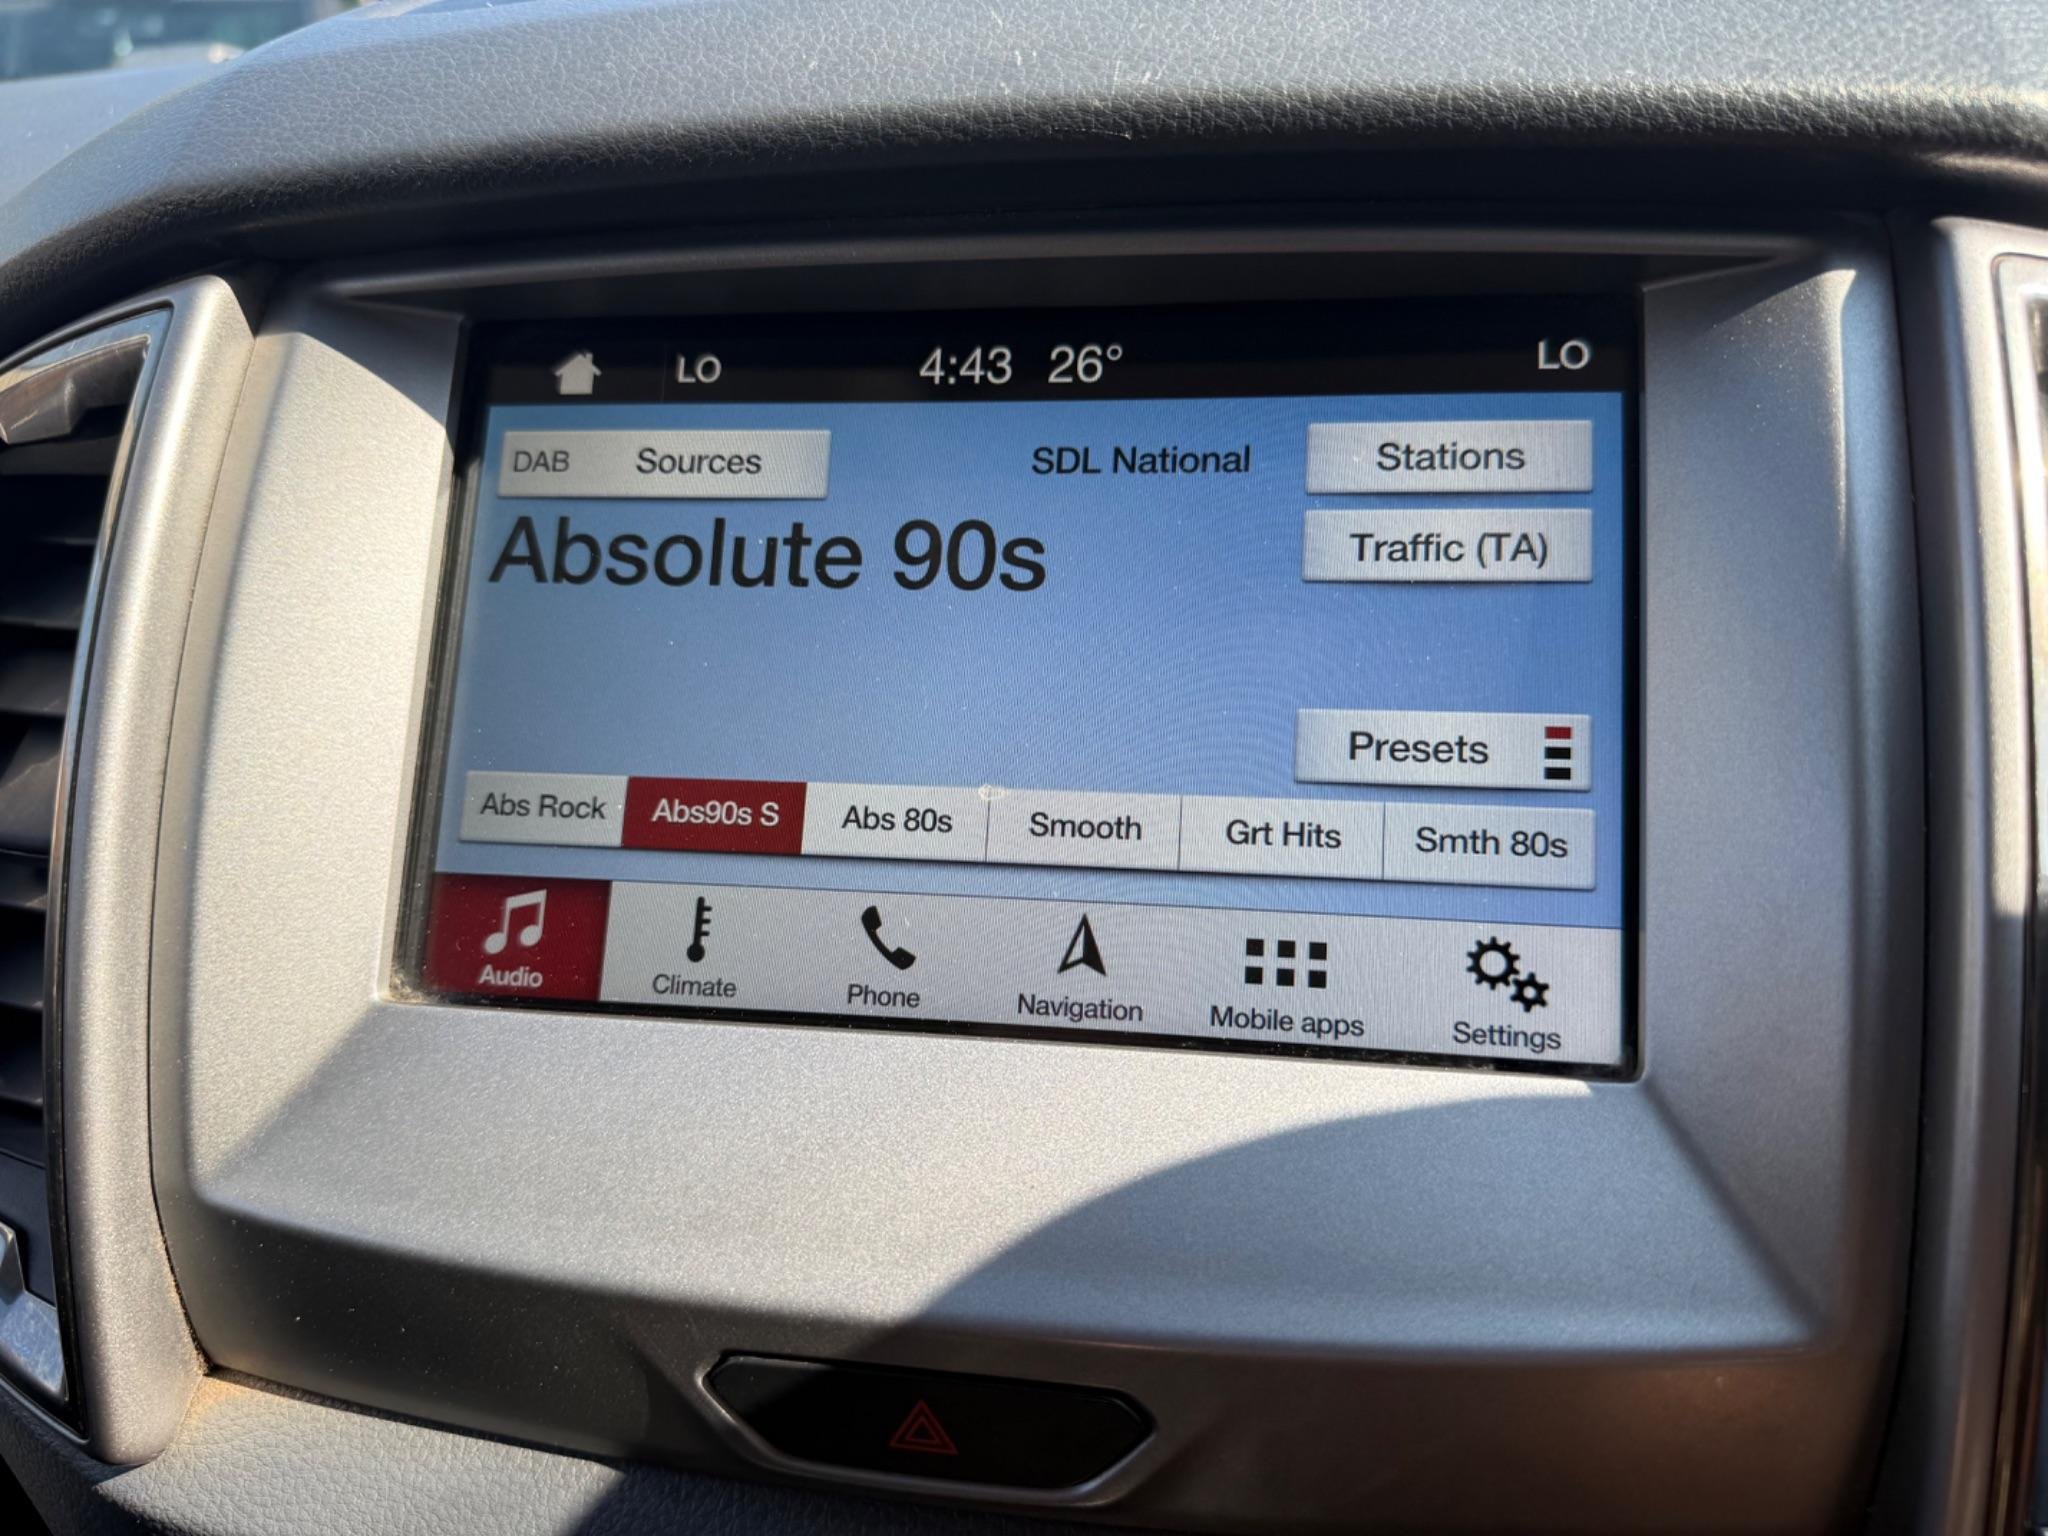 LO 4:43 26° LO
DAB Sources SDL National Stations
Absolute 90s
Traffic (TA)
Presets
Abs Rock Abs90s S Abs 80s Smooth Grt Hits Smth 80s
Audio Climate Phone Navigation Mobile apps Settings